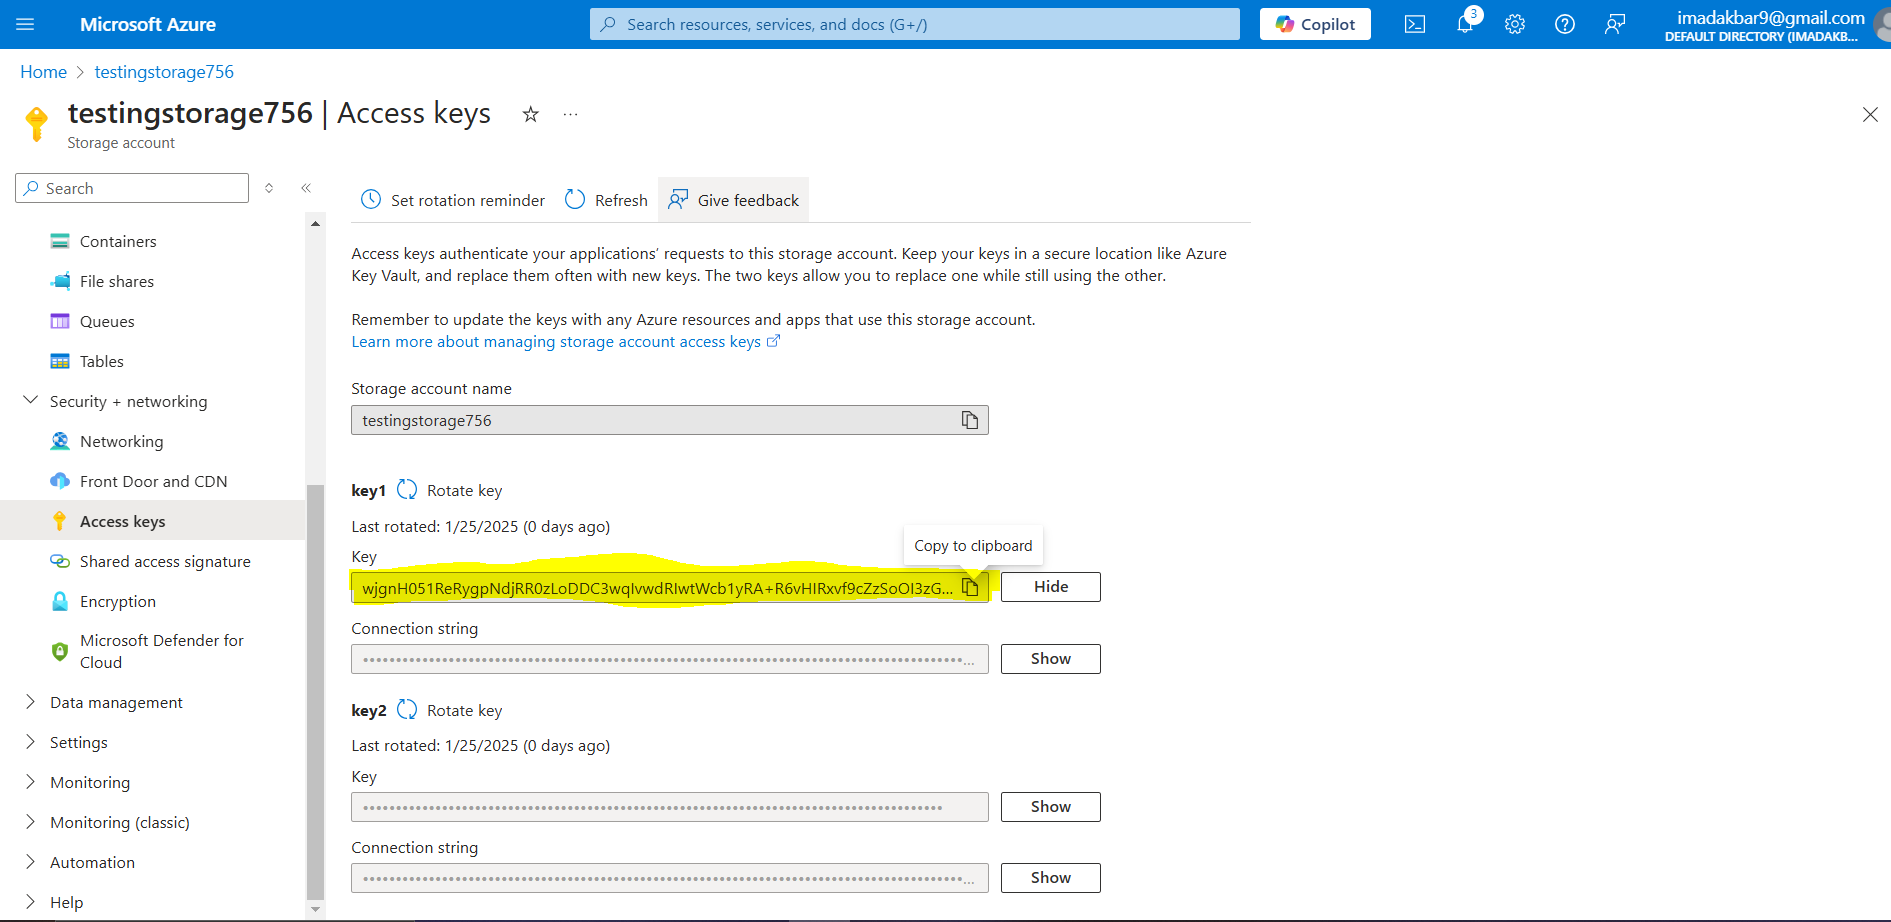 Microsoft Azure
Search resources, services, and docs (G+/)
Copilot
3
imadakbar9@gmail.com
DEFAULT DIRECTORY (IMADAKB...
Home > testingstorage756
testingstorage756 | Access keys
Storage account
Search
Set rotation reminder
Refresh
Give feedback
Containers
File shares
Queues
Tables
Security + networking
Networking
Front Door and CDN
Access keys
Shared access signature
Encryption
Microsoft Defender for
Cloud
Data management
Settings
Monitoring
Monitoring (classic)
Automation
Help
Access keys authenticate your applications' requests to this storage account. Keep your keys in a secure location like Azure
Key Vault, and replace them often with new keys. The two keys allow you to replace one while still using the other.
Remember to update the keys with any Azure resources and apps that use this storage account.
Learn more about managing storage account access keys
Storage account name
testingstorage756
key1
Rotate key
Last rotated: 1/25/2025 (0 days ago)
Copy to clipboard
Key
wjgnH051ReRygpNdjRR0zLoDDC3wqIvwdRIwtWcb1yRA+R6vHIRxvf9cZzSoOI3zG...
Hide
Connection string
Show
key2
Rotate key
Last rotated: 1/25/2025 (0 days ago)
Key
Show
Connection string
Show